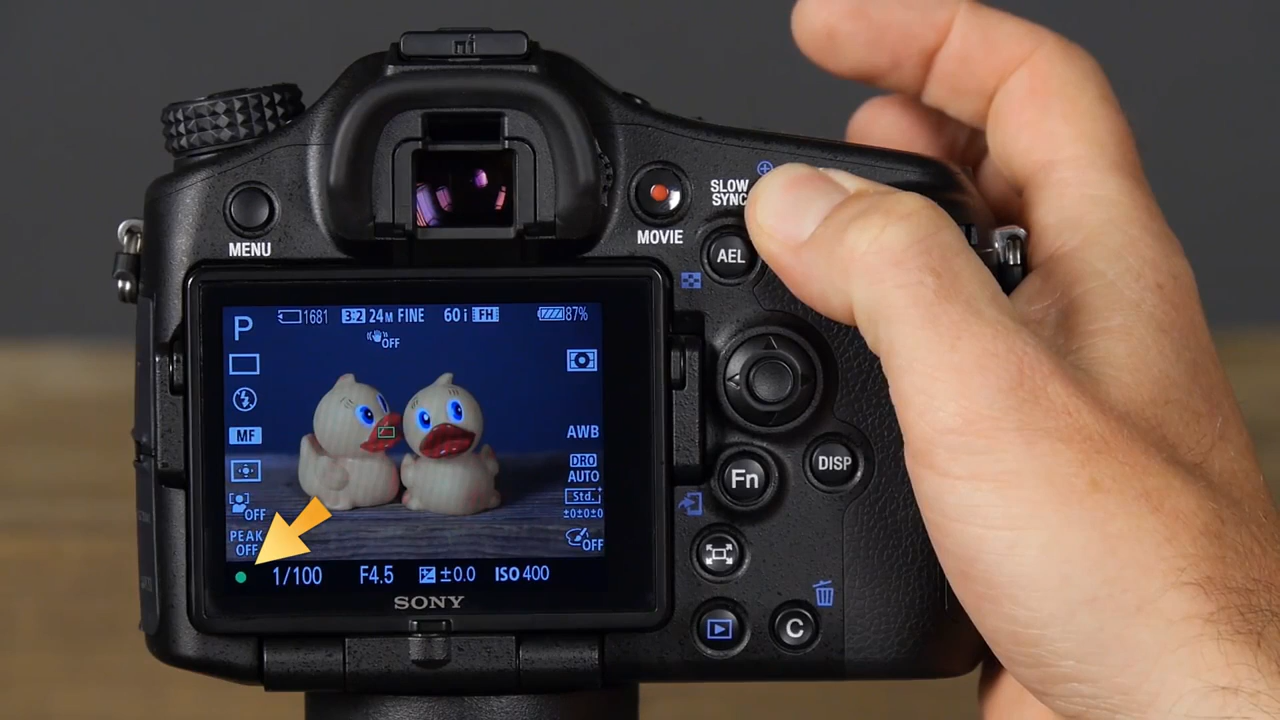 MENU
MOVIE
SLOW
SYNC
AEL
P
1681
3:2 24M FINE
60i FH
87%
OFF
MF
OFF
PEAK
OFF
AWB
DRO
AUTO
Std.
±0±0±0
OFF
1/100
F4.5
±0.0
ISO 400
SONY
Fn
DISP
C